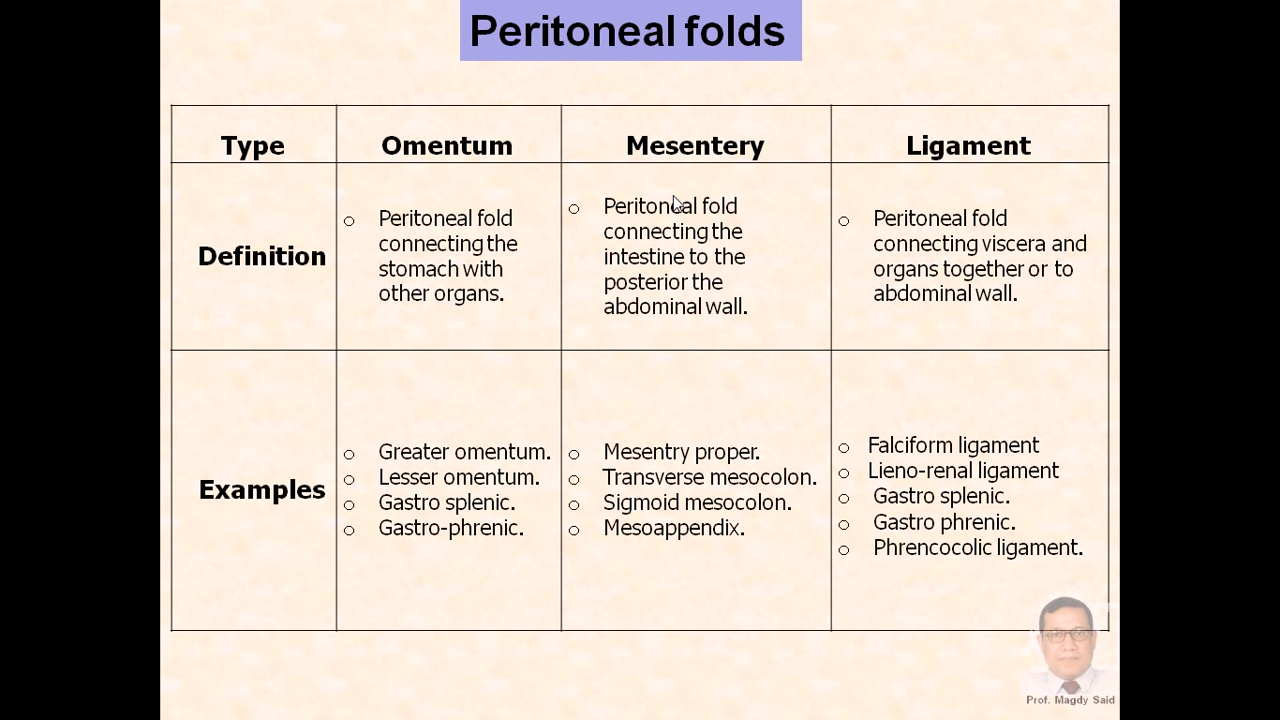 Peritoneal folds
Type
Omentum
Mesentery
Ligament
Definition
o Peritoneal fold
connecting the
stomach with
other organs.
o Peritoneal fold
connecting the
intestine to the
posterior the
abdominal wall.
o Peritoneal fold
connecting viscera and
organs together or to
abdominal wall.
Examples
o Greater omentum.
o Lesser omentum.
o Gastro splenic.
o Gastro-phrenic.
o Mesentry proper.
o Transverse mesocolon.
o Sigmoid mesocolon.
o Mesoappendix.
o Falciform ligament
o Lieno-renal ligament
o Gastro splenic.
o Gastro phrenic.
o Phrencocolic ligament.
Prof. Magdy Said